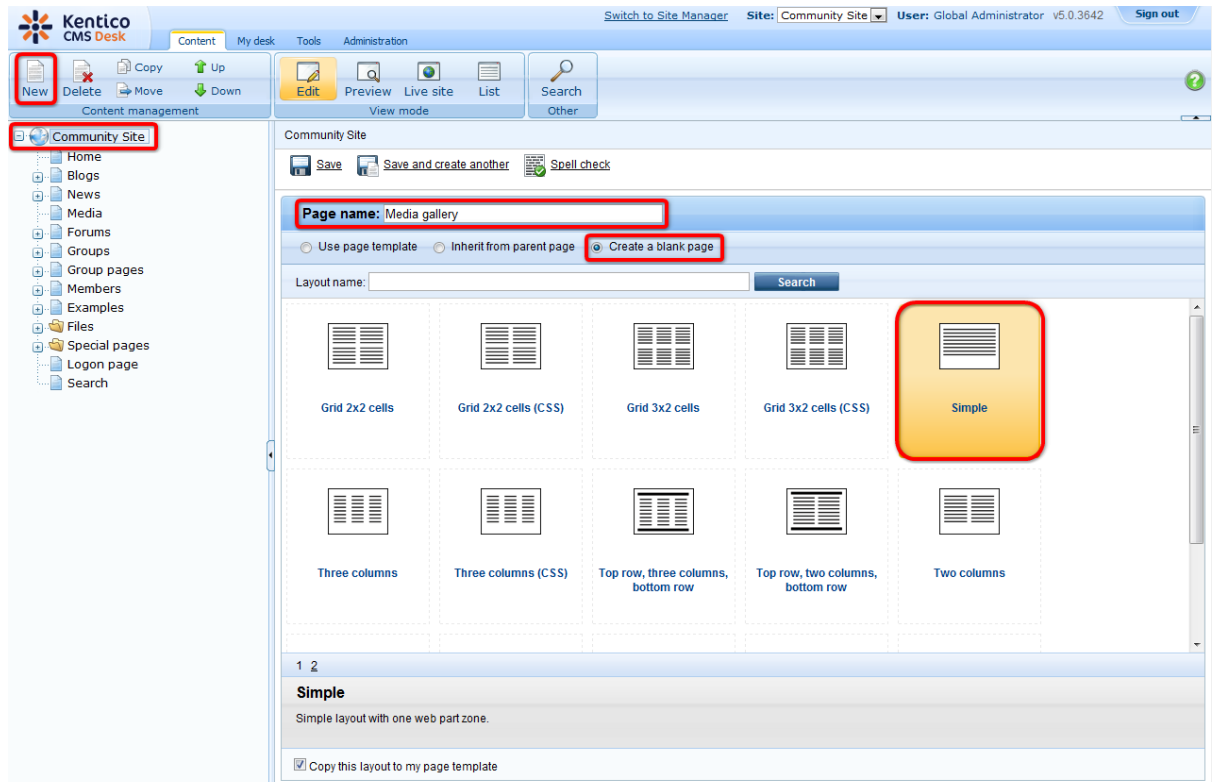 Kentico
CMS Desk
Switch to Site Manager Site: Community Site User: Global Administrator v5.0.3642 Sign out
Content My desk Tools Administration
New Delete Copy Move Up Down
Content management
Edit Preview Live site List
View mode
Search
Other
Community Site
Home
Blogs
News
Media
Forums
Groups
Group pages
Members
Examples
Files
Special pages
Logon page
Search
Community Site
Save Save and create another Spell check
Page name: Media gallery
Use page template Inherit from parent page Create a blank page
Layout name: Search
Grid 2x2 cells Grid 2x2 cells (CSS) Grid 3x2 cells Grid 3x2 cells (CSS) Simple
Three columns Three columns (CSS) Top row, three columns, bottom row Top row, two columns, bottom row Two columns
1 2
Simple
Simple layout with one web part zone.
Copy this layout to my page template